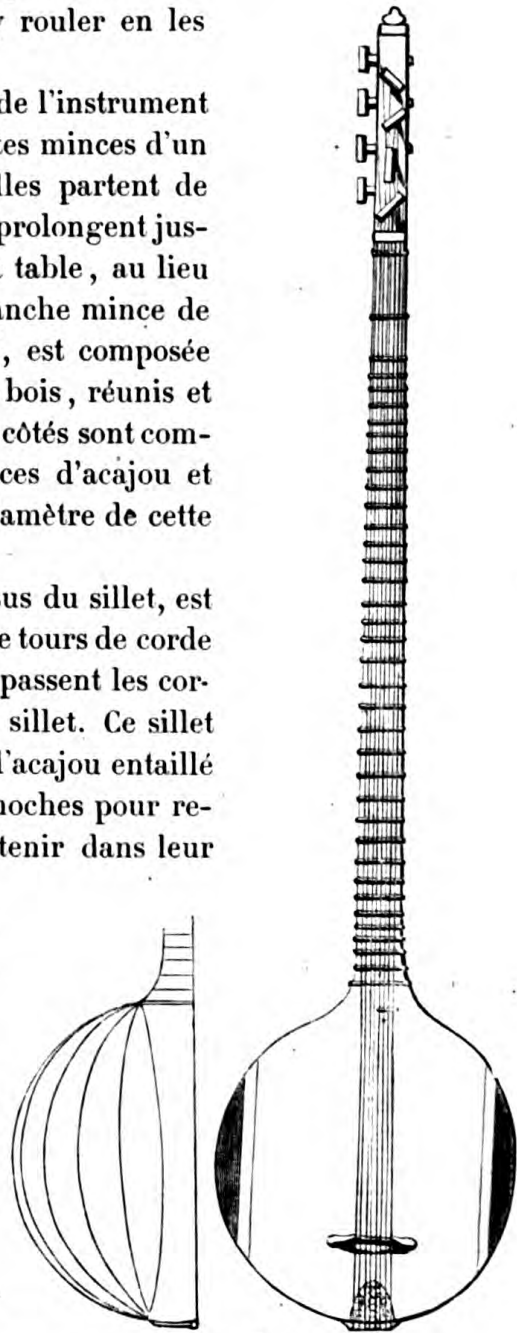 rouler en les
de l'instrument
tes minces d'un
lles partent de
prolongent jus-
table, au lieu
anche mince de
, est composée
bois, réunis et
côtés sont com-
ces d'acajou et
amètre de cette
us du sillet, est
e tours de corde
passent les cor-
sillet. Ce sillet
l'acajou entaillé
noches pour re-
tenir dans leur